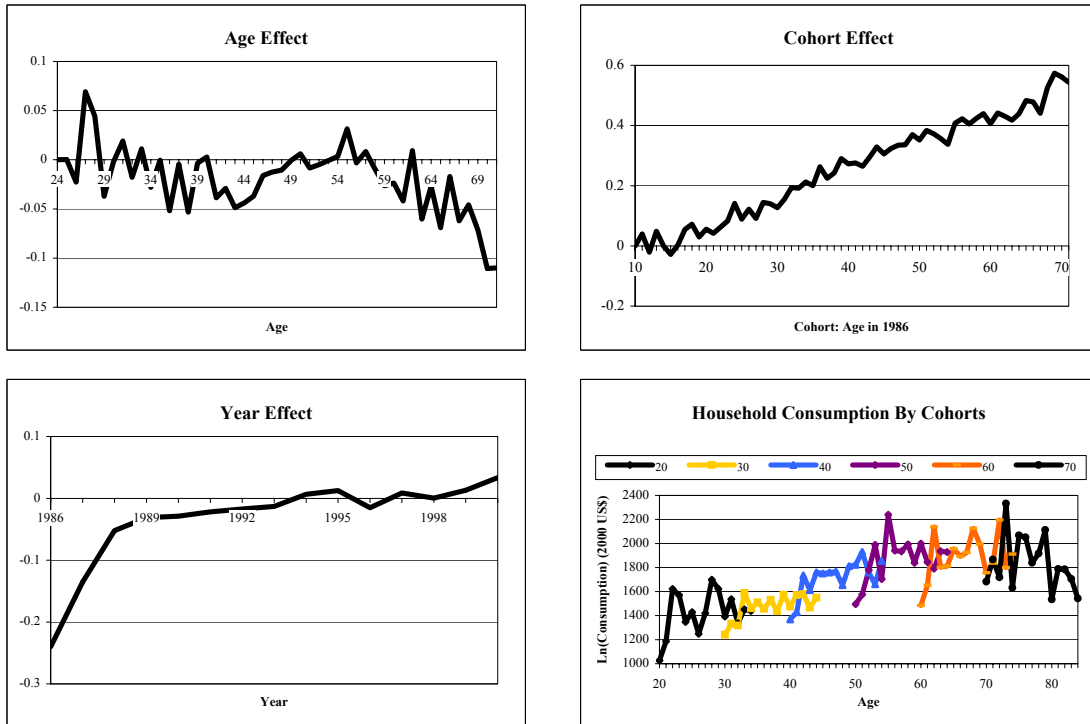 Age Effect
0.1
0.05
0
-0.05
-0.1
-0.15
24 29 34 39 44 49 54 59 64 69
Age
Cohort Effect
0.6
0.4
0.2
0
-0.2
10 20 30 40 50 60 70
Cohort: Age in 1986
Year Effect
0.1
0
-0.1
-0.2
-0.3
1986 1989 1992 1995 1998
Year
Household Consumption By Cohorts
20 30 40 50 60 70
Ln(Consumption) (2000 US$)
2400
2200
2000
1800
1600
1400
1200
1000
20 30 40 50 60 70 80
Age